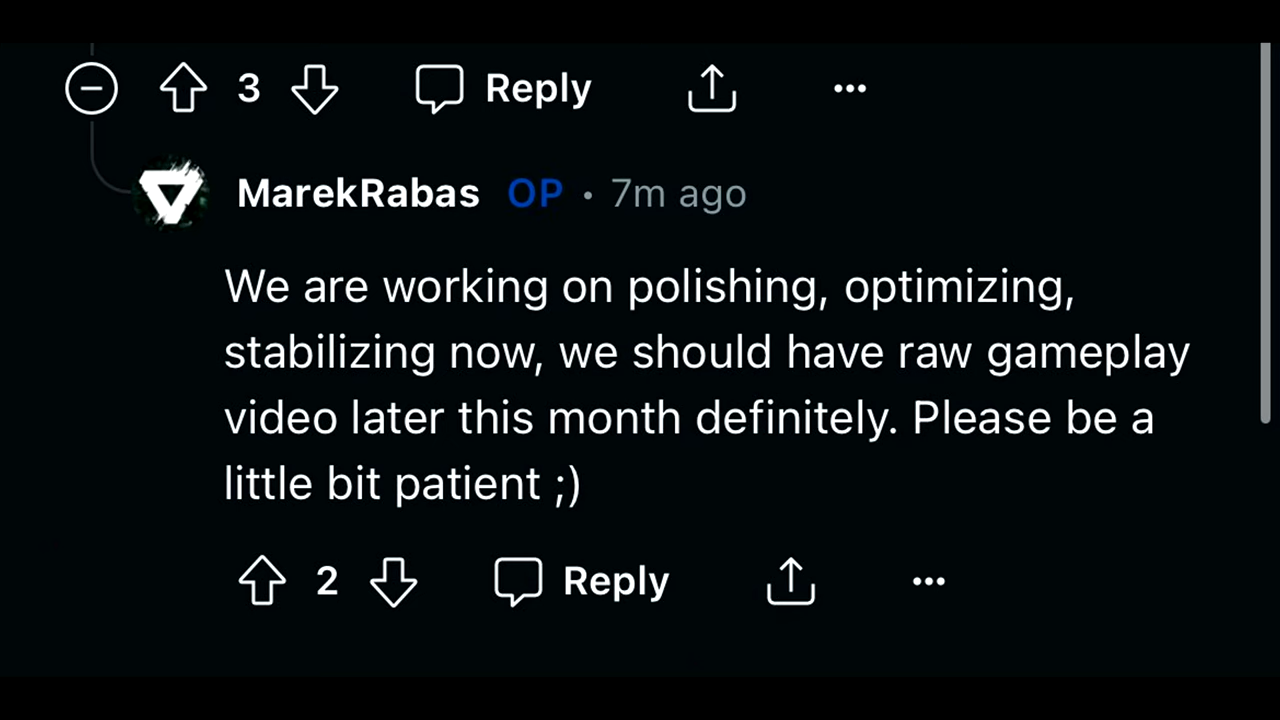 3 Reply
MarekRabas OP • 7m ago
We are working on polishing, optimizing,
stabilizing now, we should have raw gameplay
video later this month definitely. Please be a
little bit patient ;)
2 Reply